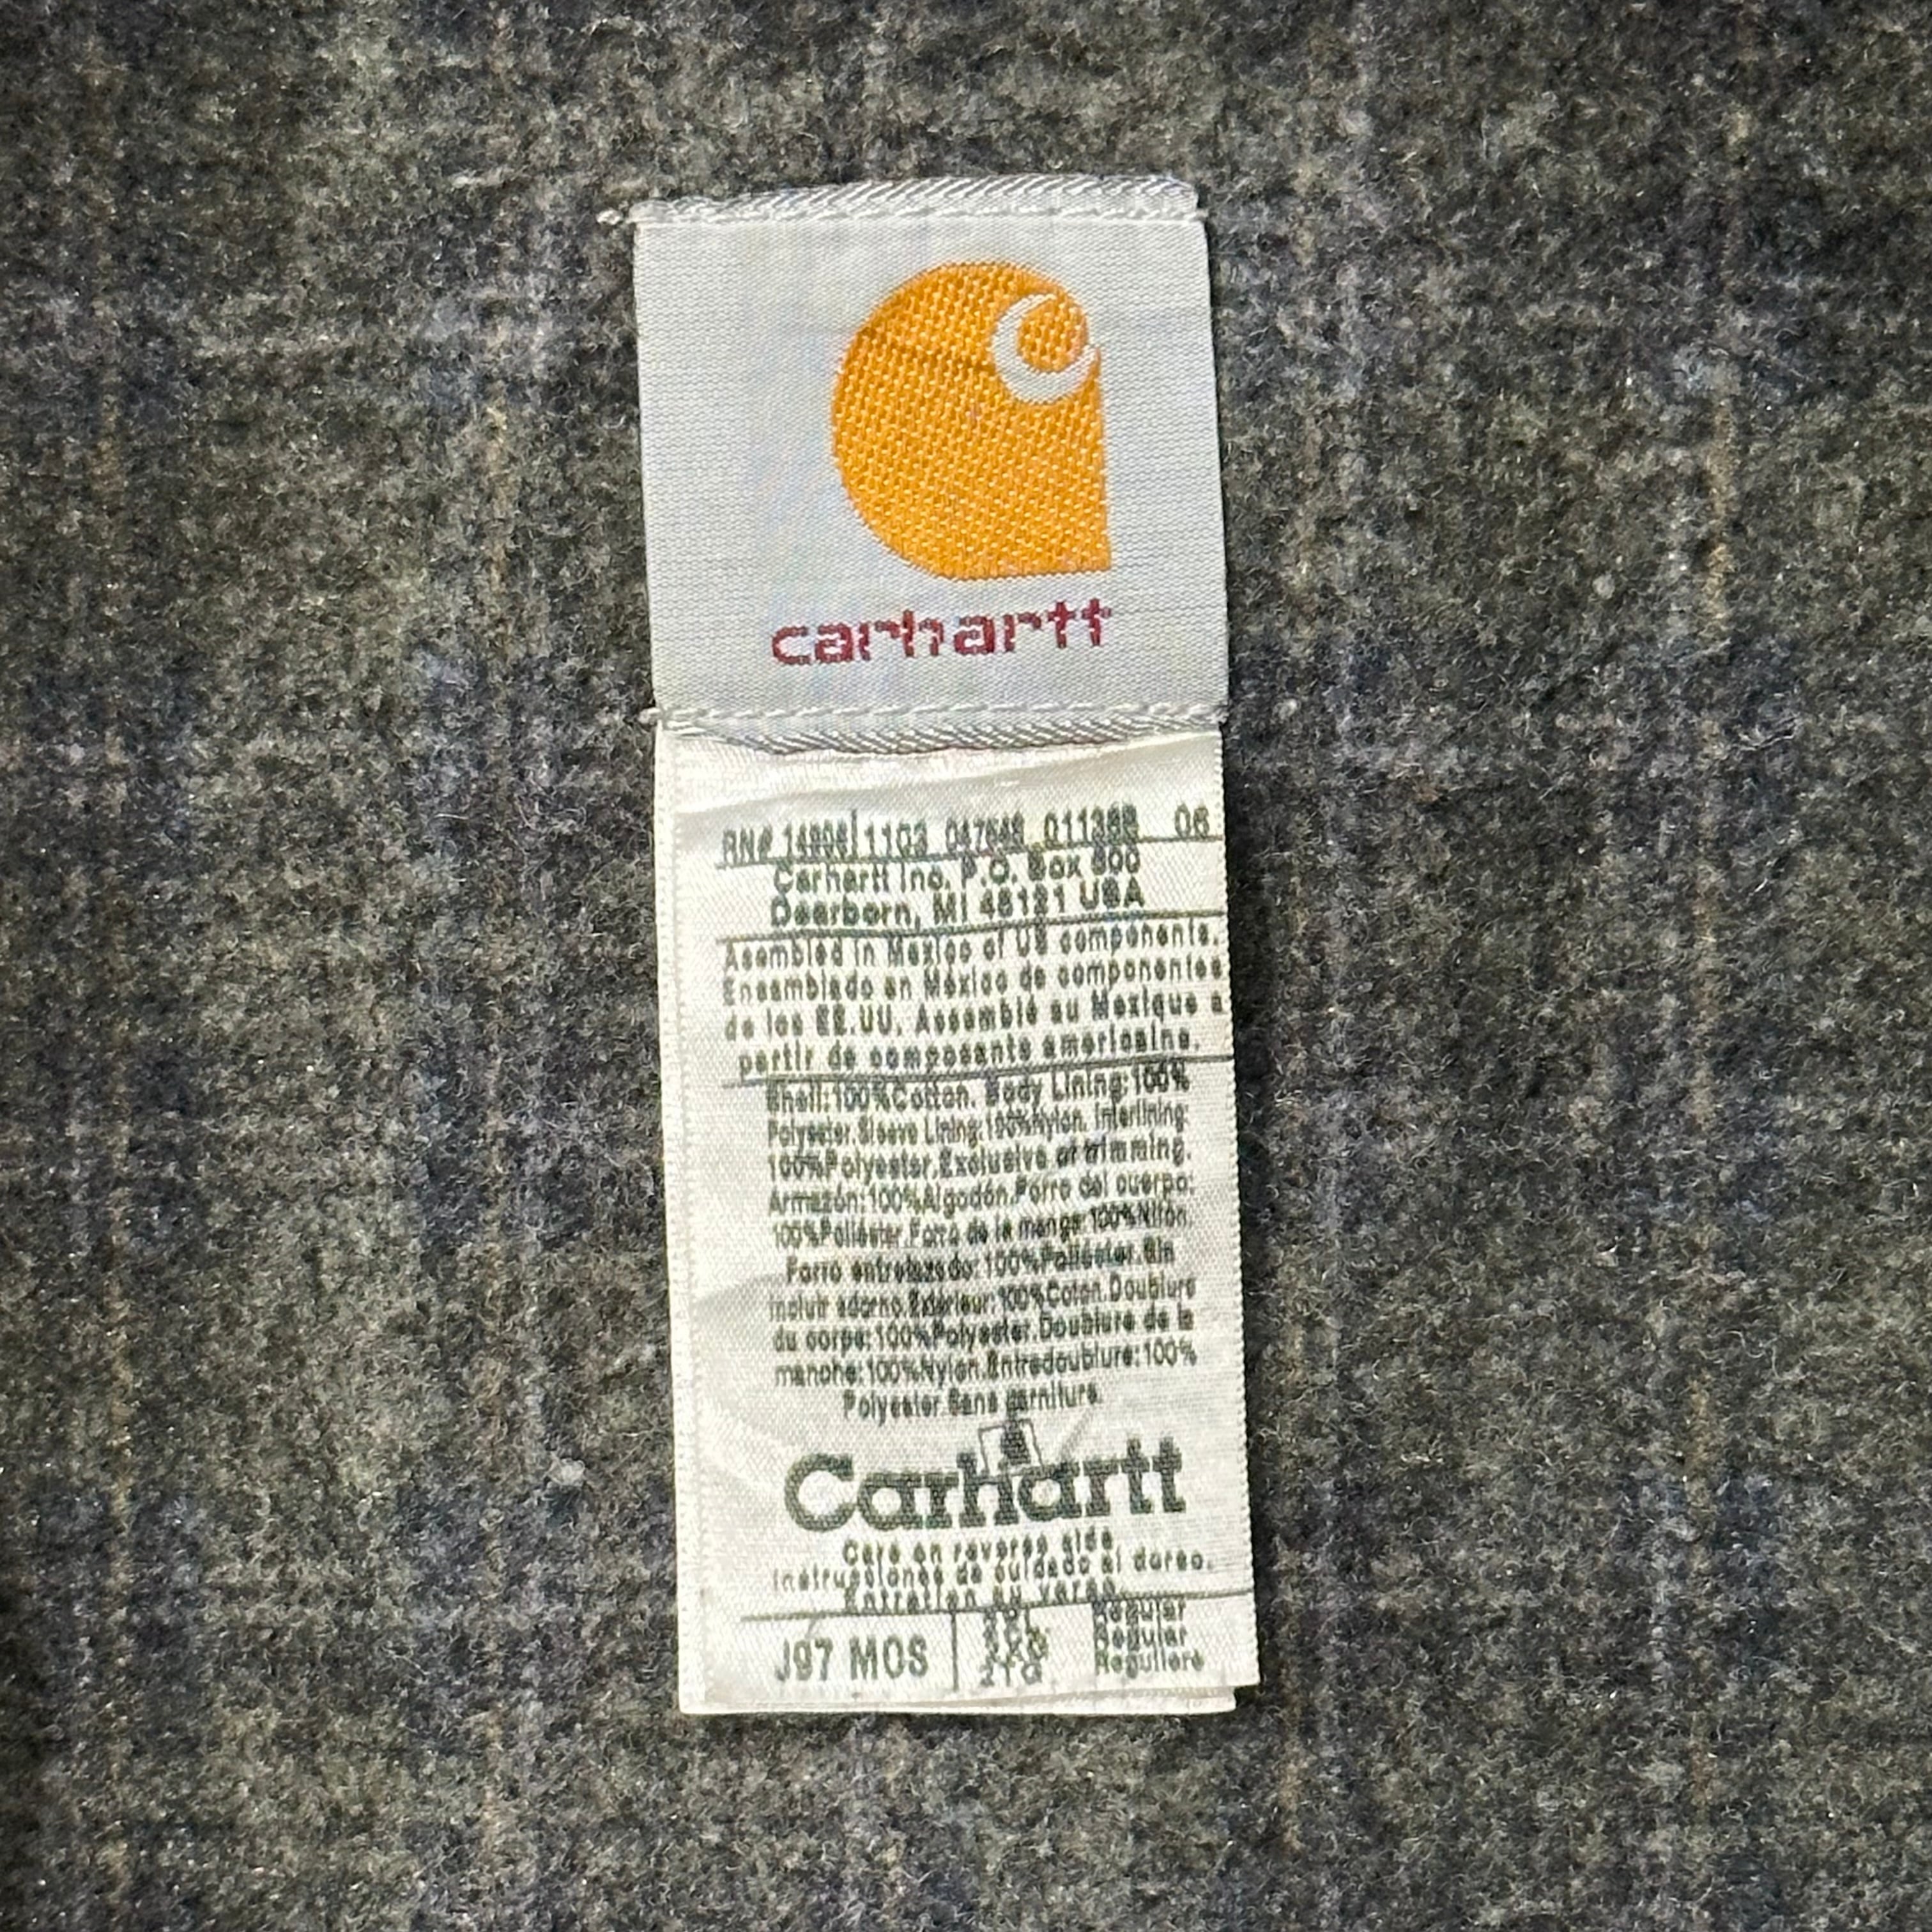 carhartt
RN# 14806 1103 047648 011388 06
Carhartt Inc. P.O. Box 600
Dearborn, MI 48121 USA
Assembled in Mexico of US components.
Ensamblado en México de componentes
de los EE.UU. Assemblé au Mexique a
partir de composants americains.
Shell:100%Cotton. Body Lining:100%
Polyester.Sleeve Lining:100%Nylon. Interlining:
100%Polyester.Exclusive of trimming.
Armazón:100%Algodón.Forro del cuerpo:
100%Poliéster.Forro de la manga:100%Nilón.
Forro entrelazado:100%Poliéster.Sin
incluir adorno.Extérieur:100%Coton.Doublure
du corps:100%Polyester.Doublure de la
manche:100%Nylon.Entredoublure:100%
Polyester.Sans garniture.
Carhartt
Care on reverse side.
Instrucciones de cuidado al dorso.
Entretien au verso.
Regular
J97 MOS Regular
Reguliere